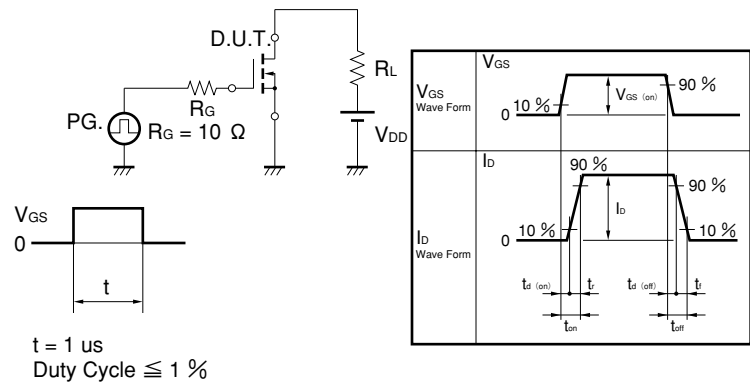 D.U.T.
RL
RG
PG.
RG = 10 Ω
VDD
VGS
0
t
t = 1 us
Duty Cycle ≦ 1 %
VGS
Wave Form
VGS
10 %
0
VGS (on)
90 %
ID
Wave Form
ID
90 %
90 %
10 %
0
ID
10 %
td (on)
tr
td (off)
tf
ton
toff